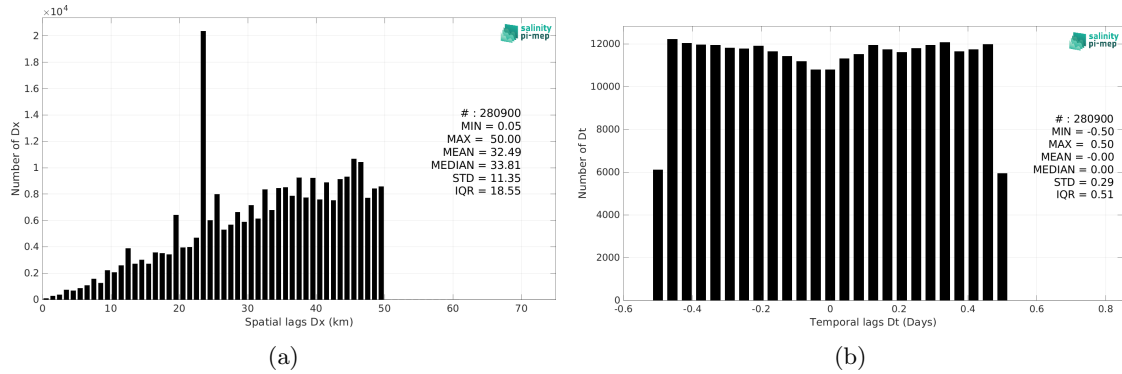 ×10⁴
2
1.8
1.6
1.4
1.2
1
0.8
0.6
0.4
0.2
0
Number of Dx
salinity
pi-mep
# : 280900
MIN = 0.05
MAX = 50.00
MEAN = 32.49
MEDIAN = 33.81
STD = 11.35
IQR = 18.55
0 10 20 30 40 50 60 70
Spatial lags Dx (km)
(a)
12000
10000
8000
6000
4000
2000
0
Number of Dt
salinity
pi-mep
# : 280900
MIN = -0.50
MAX = 0.50
MEAN = -0.00
MEDIAN = 0.00
STD = 0.29
IQR = 0.51
-0.6 -0.4 -0.2 0 0.2 0.4 0.6 0.8
Temporal lags Dt (Days)
(b)